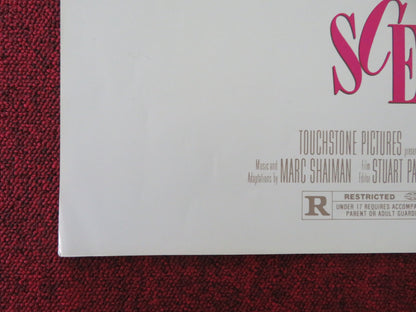 SCE
TOUCHSTONE PICTURES
Music and Adaptations by MARC SHAIMAN film Editor STUART PA
R RESTRICTED
UNDER 17 REQUIRES ACCOMPA
PARENT OR ADULT GUARD